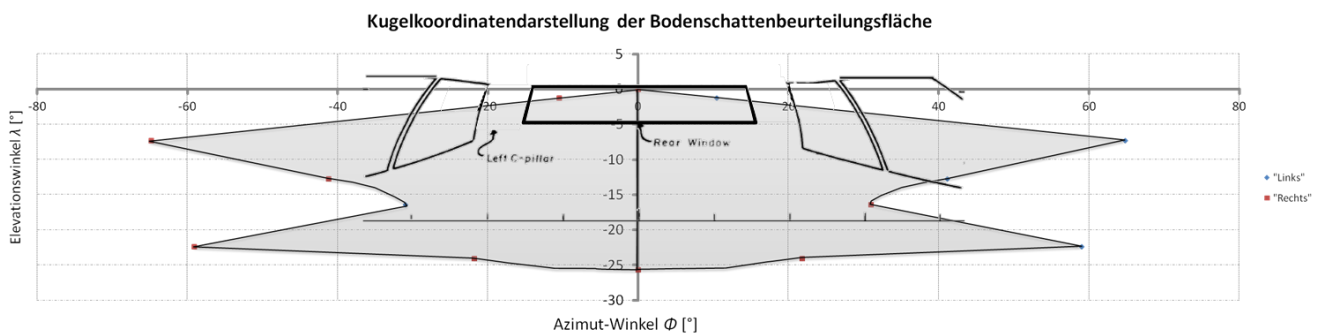 Kugelkoordinatendarstellung der Bodenschattenbeurteilungsfläche
5
-80 -60 -40 -20 0 0 20 40 60 80
-5
Left C-pillar
Rear Window
-10
-15
-20
-25
-30
Elevationswinkel λ [°]
Azimut-Winkel Φ [°]
"Links"
"Rechts"